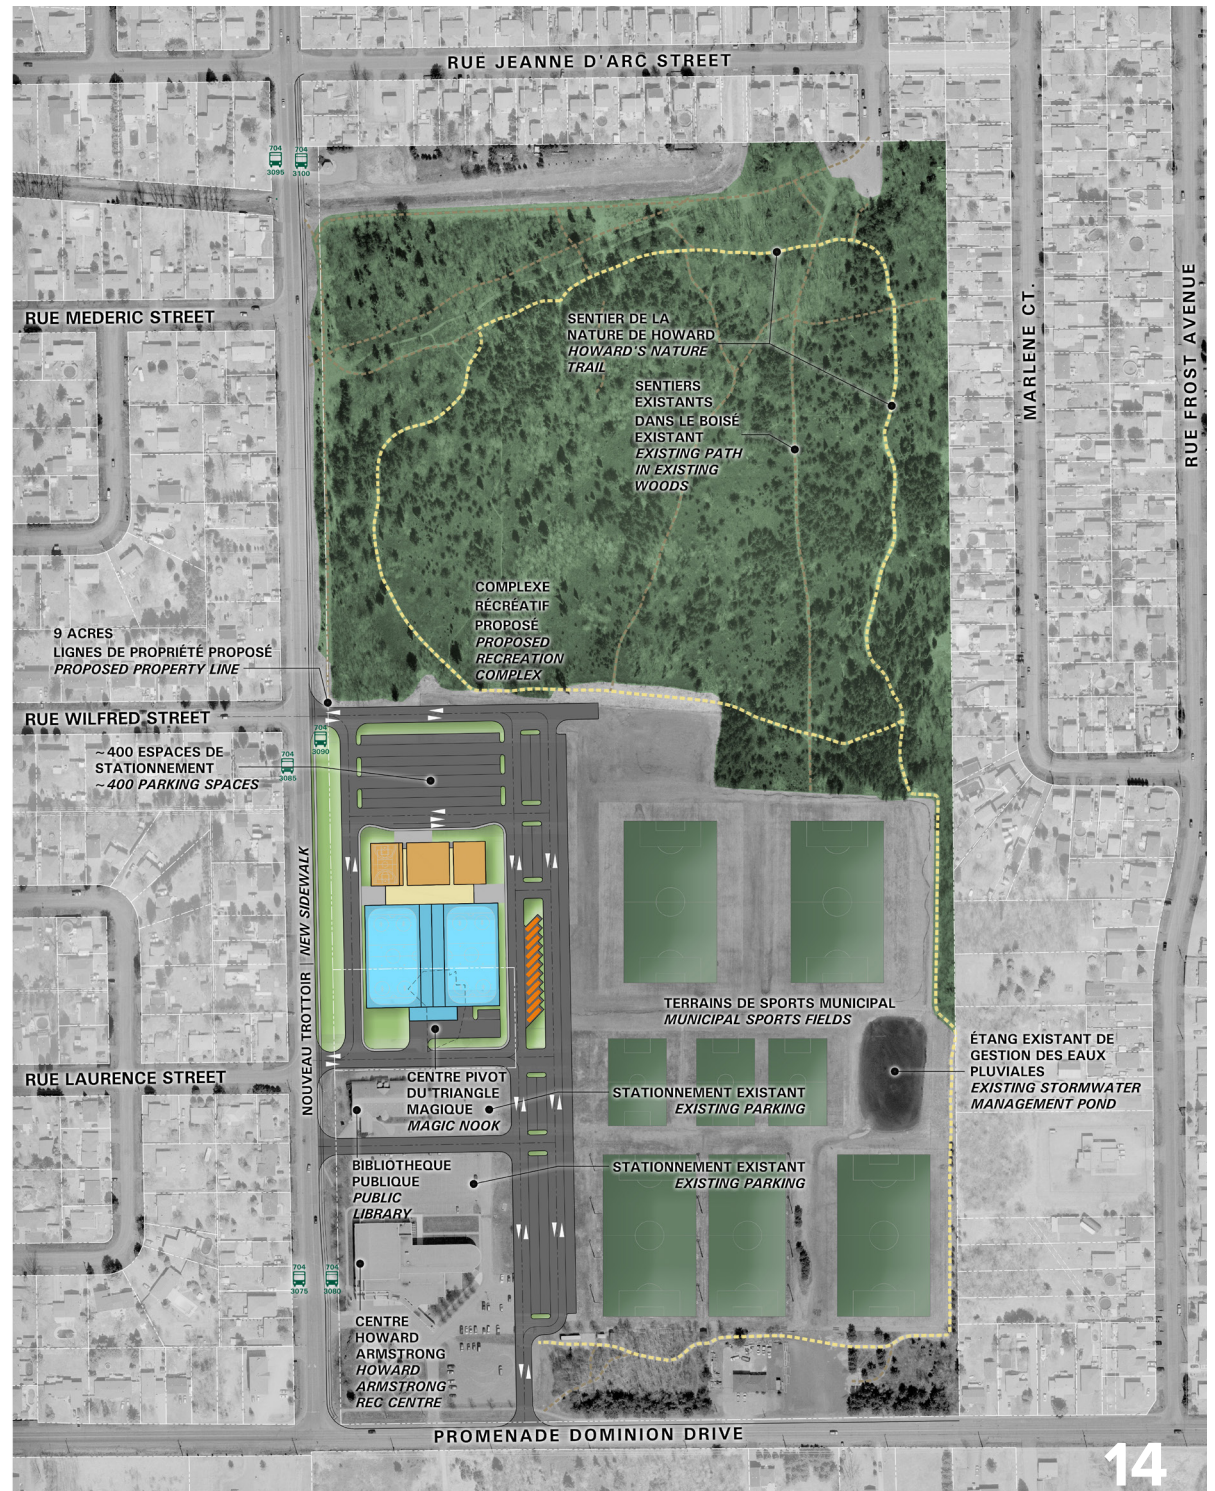 RUE JEANNE D'ARC STREET
704
3095
704
3100
RUE MEDERIC STREET
SENTIER DE LA
NATURE DE HOWARD
HOWARD'S NATURE
TRAIL
SENTIERS
EXISTANTS
DANS LE BOISÉ
EXISTANT
EXISTING PATH
IN EXISTING
WOODS
MARLENE CT.
RUE FROST AVENUE
COMPLEXE
RÉCRÉATIF
PROPOSÉ
PROPOSED
RECREATION
COMPLEX
9 ACRES
LIGNES DE PROPRIÉTÉ PROPOSÉ
PROPOSED PROPERTY LINE
RUE WILFRED STREET
704
3090
704
3085
~400 ESPACES DE
STATIONNEMENT
~400 PARKING SPACES
NOUVEAU TROTTOIR | NEW SIDEWALK
TERRAINS DE SPORTS MUNICIPAL
MUNICIPAL SPORTS FIELDS
ÉTANG EXISTANT DE
GESTION DES EAUX
PLUVIALES
EXISTING STORMWATER
MANAGEMENT POND
RUE LAURENCE STREET
CENTRE PIVOT
DU TRIANGLE
MAGIQUE
MAGIC NOOK
STATIONNEMENT EXISTANT
EXISTING PARKING
BIBLIOTHEQUE
PUBLIQUE
PUBLIC
LIBRARY
STATIONNEMENT EXISTANT
EXISTING PARKING
704
3075
704
3080
CENTRE
HOWARD
ARMSTRONG
HOWARD
ARMSTRONG
REC CENTRE
PROMENADE DOMINION DRIVE
14